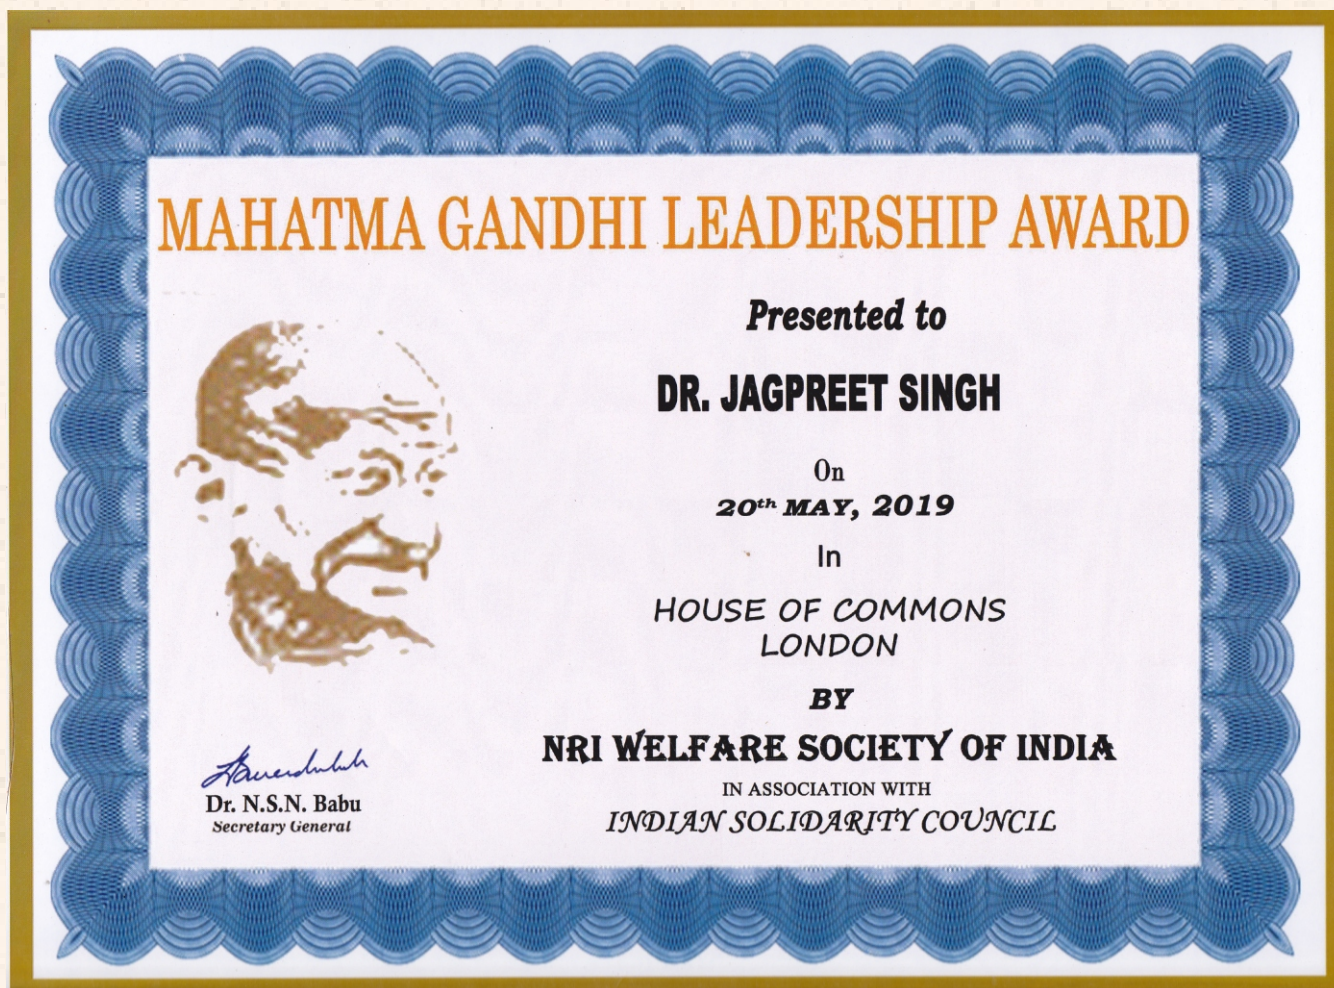 MAHATMA GANDHI LEADERSHIP AWARD
Presented to
DR. JAGPREET SINGH
On
20th MAY, 2019
In
HOUSE OF COMMONS
LONDON
BY
NRI WELFARE SOCIETY OF INDIA
IN ASSOCIATION WITH
INDIAN SOLIDARITY COUNCIL
Dr. N.S.N. Babu
Secretary General